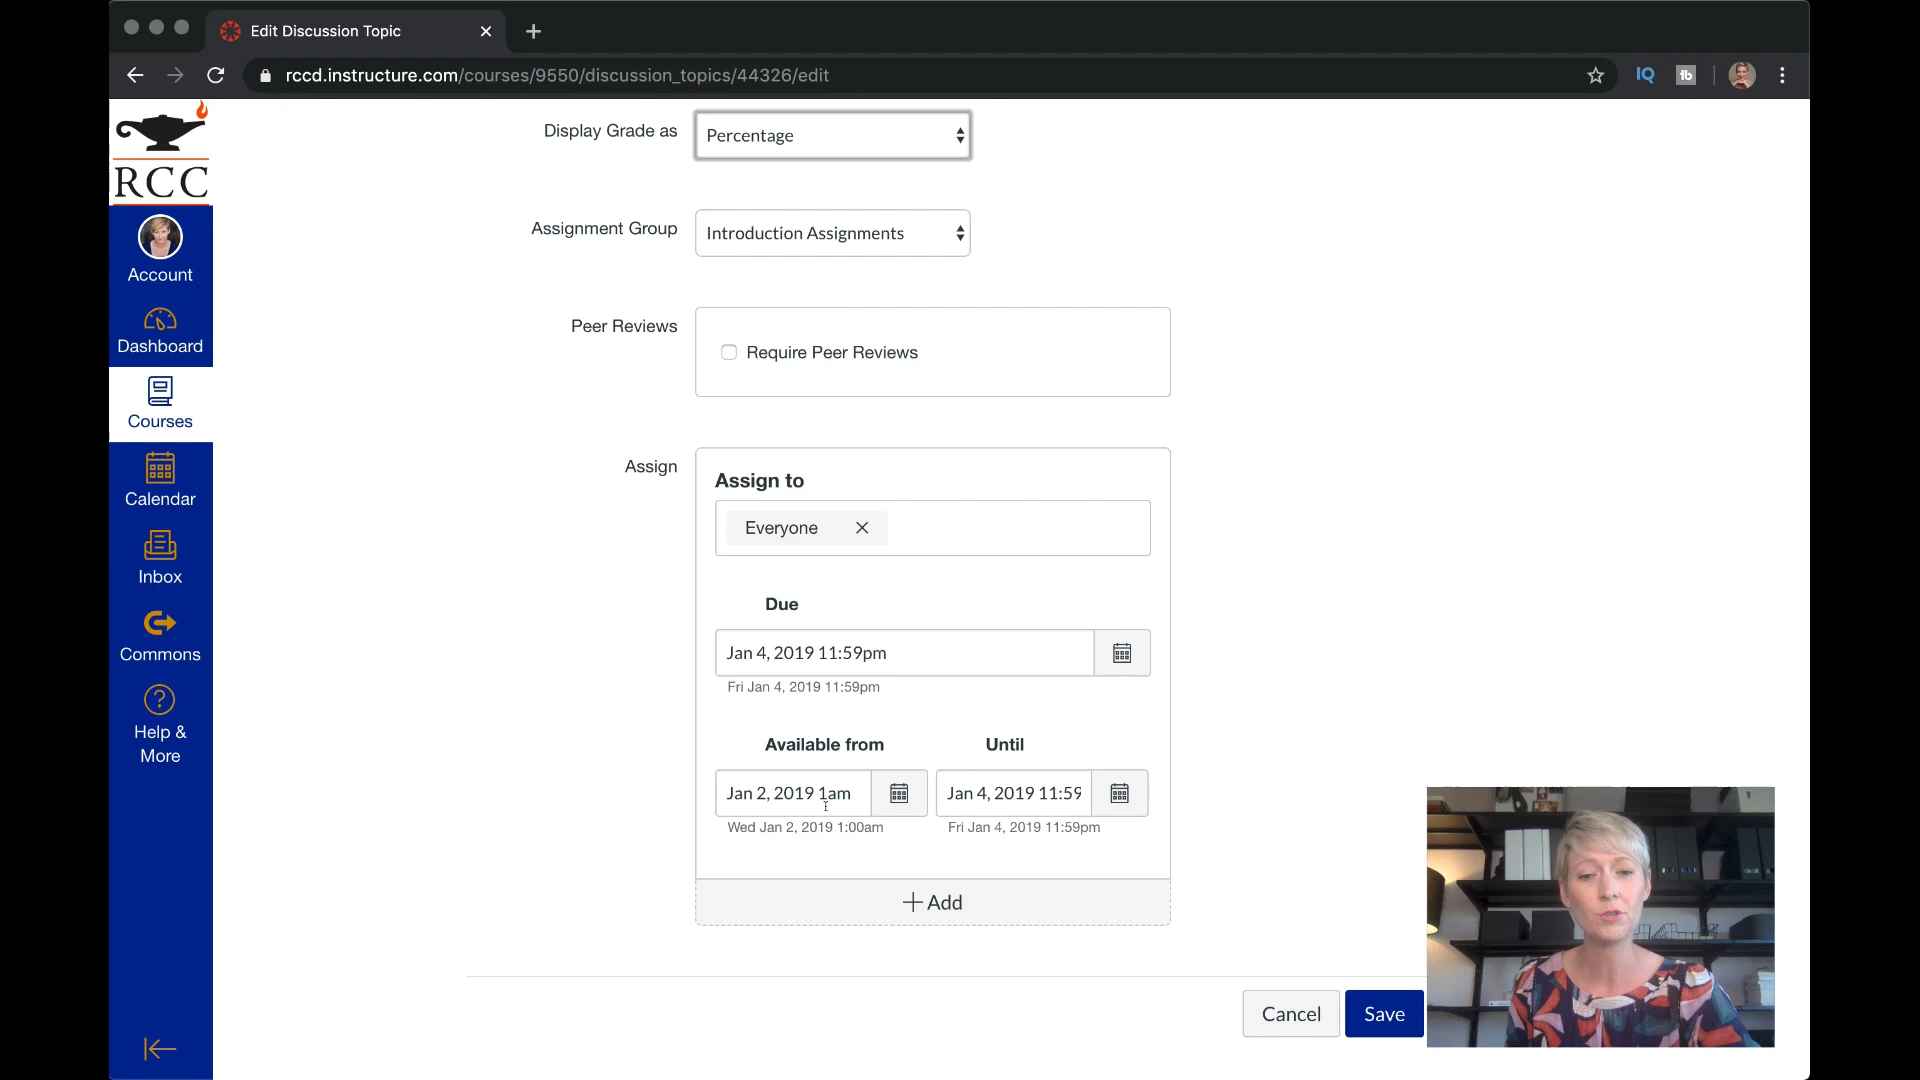 Edit Discussion Topic
rccd.instructure.com/courses/9550/discussion_topics/44326/edit
IQ
tb
RCC
Account
Dashboard
Courses
Calendar
Inbox
Commons
Help &
More
Display Grade as
Percentage
Assignment Group
Introduction Assignments
Peer Reviews
Require Peer Reviews
Assign
Assign to
Everyone
Due
Jan 4, 2019 11:59pm
Fri Jan 4, 2019 11:59pm
Available from
Until
Jan 2, 2019 1am
Jan 4, 2019 11:59
Wed Jan 2, 2019 1:00am
Fri Jan 4, 2019 11:59pm
Add
Cancel
Save